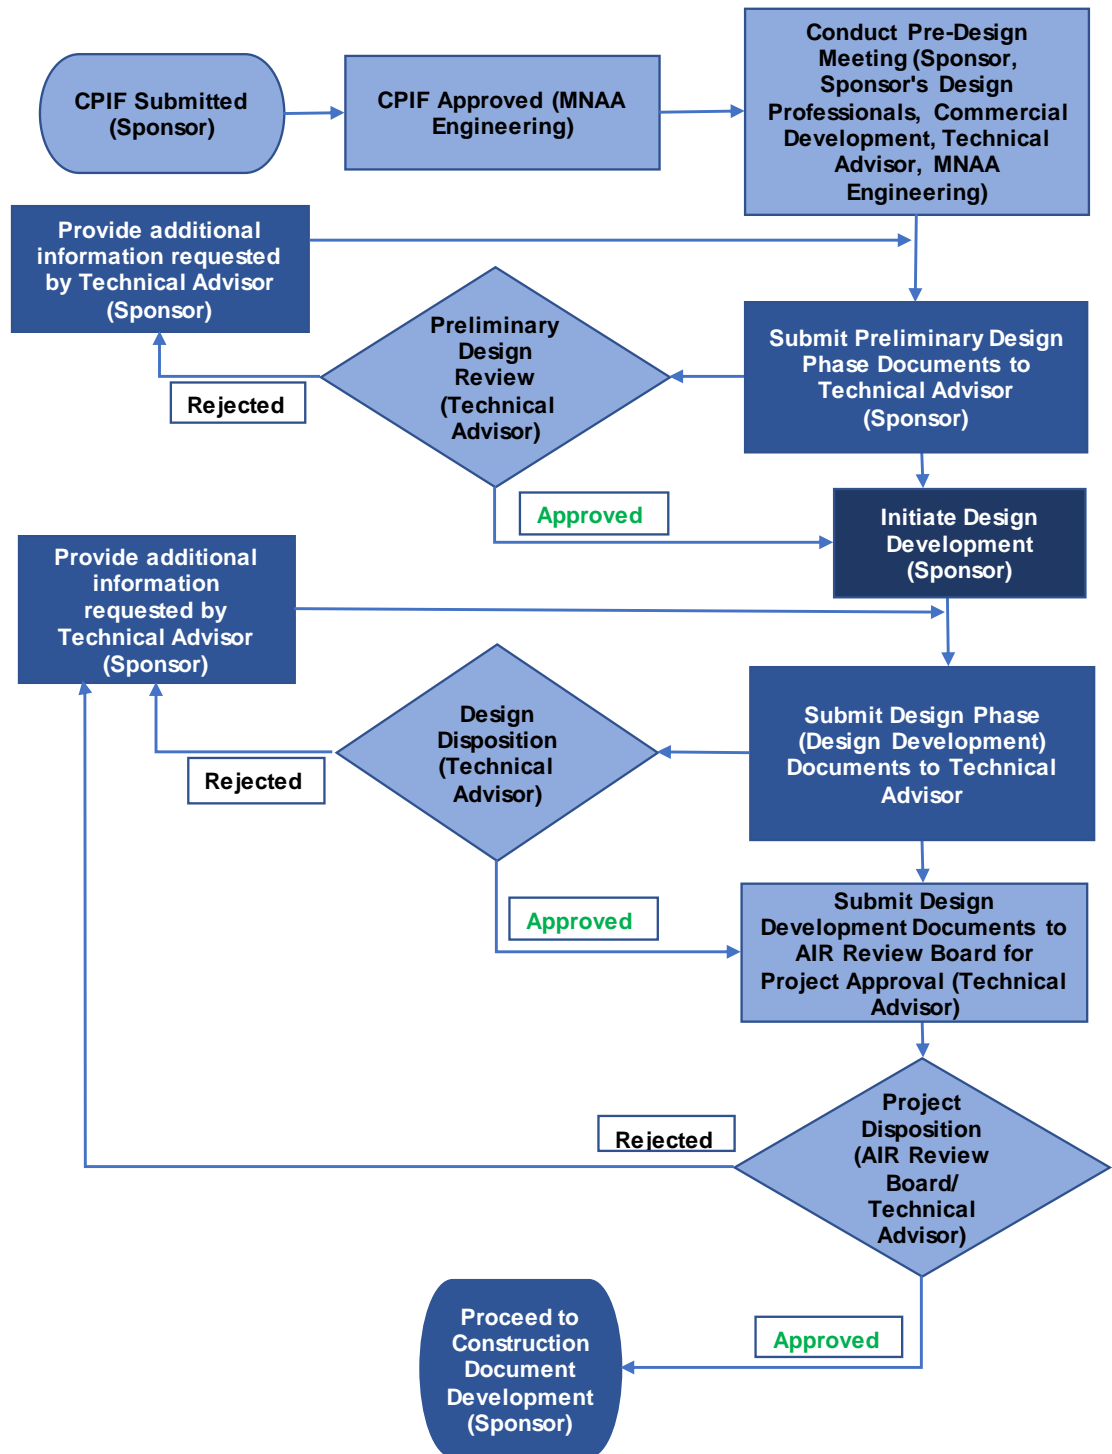 CPIF Submitted
(Sponsor)
CPIF Approved (MNAA
Engineering)
Conduct Pre-Design
Meeting (Sponsor,
Sponsor's Design
Professionals, Commercial
Development, Technical
Advisor, MNAA
Engineering)
Provide additional
information requested
by Technical Advisor
(Sponsor)
Preliminary
Design
Review
(Technical
Advisor)
Submit Preliminary Design
Phase Documents to
Technical Advisor
(Sponsor)
Rejected
Approved
Initiate Design
Development
(Sponsor)
Provide additional
information
requested by
Technical Advisor
(Sponsor)
Design
Disposition
(Technical
Advisor)
Submit Design Phase
(Design Development)
Documents to Technical
Advisor
Rejected
Approved
Submit Design
Development Documents to
AIR Review Board for
Project Approval (Technical
Advisor)
Project
Disposition
(AIR Review
Board/
Technical
Advisor)
Rejected
Approved
Proceed to
Construction
Document
Development
(Sponsor)